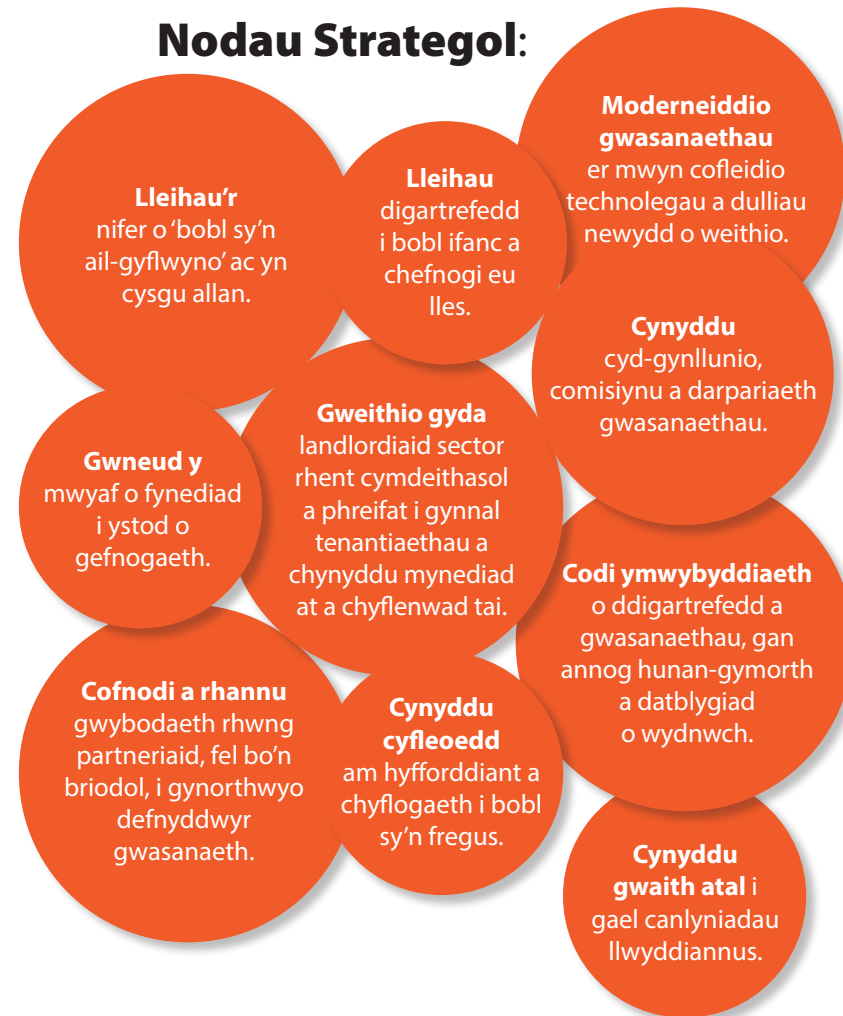 Nodau Strategol:
Lleihau'r
nifer o 'bobl sy'n
ail-gyflwyno' ac yn
cysgu allan.
Lleihau
digartrefedd
i bobl ifanc a
chefnogi eu
lles.
Moderneiddio
gwasanaethau
er mwyn cofleidio
technolegau a dulliau
newydd o weithio.
Cynyddu
cyd-gynllunio,
comisiynu a darpariaeth
gwasanaethau.
Gwneud y
mwyaf o fynediad
i ystod o
gefnogaeth.
Gweithio gyda
landlordiaid sector
rhent cymdeithasol
a phreifat i gynnal
tenantiaethau a
chynyddu mynediad
at a chyflenwad tai.
Codi ymwybyddiaeth
o ddigartrefedd a
gwasanaethau, gan
annog hunan-gymorth
a datblygiad
o wydnwch.
Cofnodi a rhannu
gwybodaeth rhwng
partneriaid, fel bo'n
briodol, i gynorthwyo
defnyddwyr
gwasanaeth.
Cynyddu
cyfleoedd
am hyfforddiant a
chyflogaeth i bobl
sy'n fregus.
Cynyddu
gwaith atal i
gael canlyniadau
llwyddiannus.